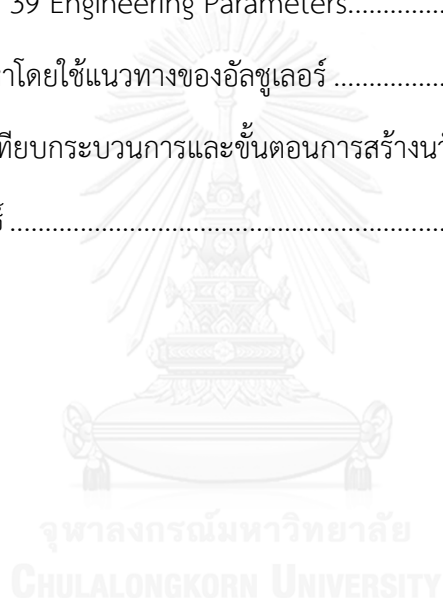 39 Engineering Parameters................
าโดยใช้แนวทางของอัลชูเลอร์ ................
ทียบกระบวนการและขั้นตอนการสร้างนว
์ ................................................................
จุฬาลงกรณ์มหาวิทยาลัย
CHULALONGKORN UNIVERSITY